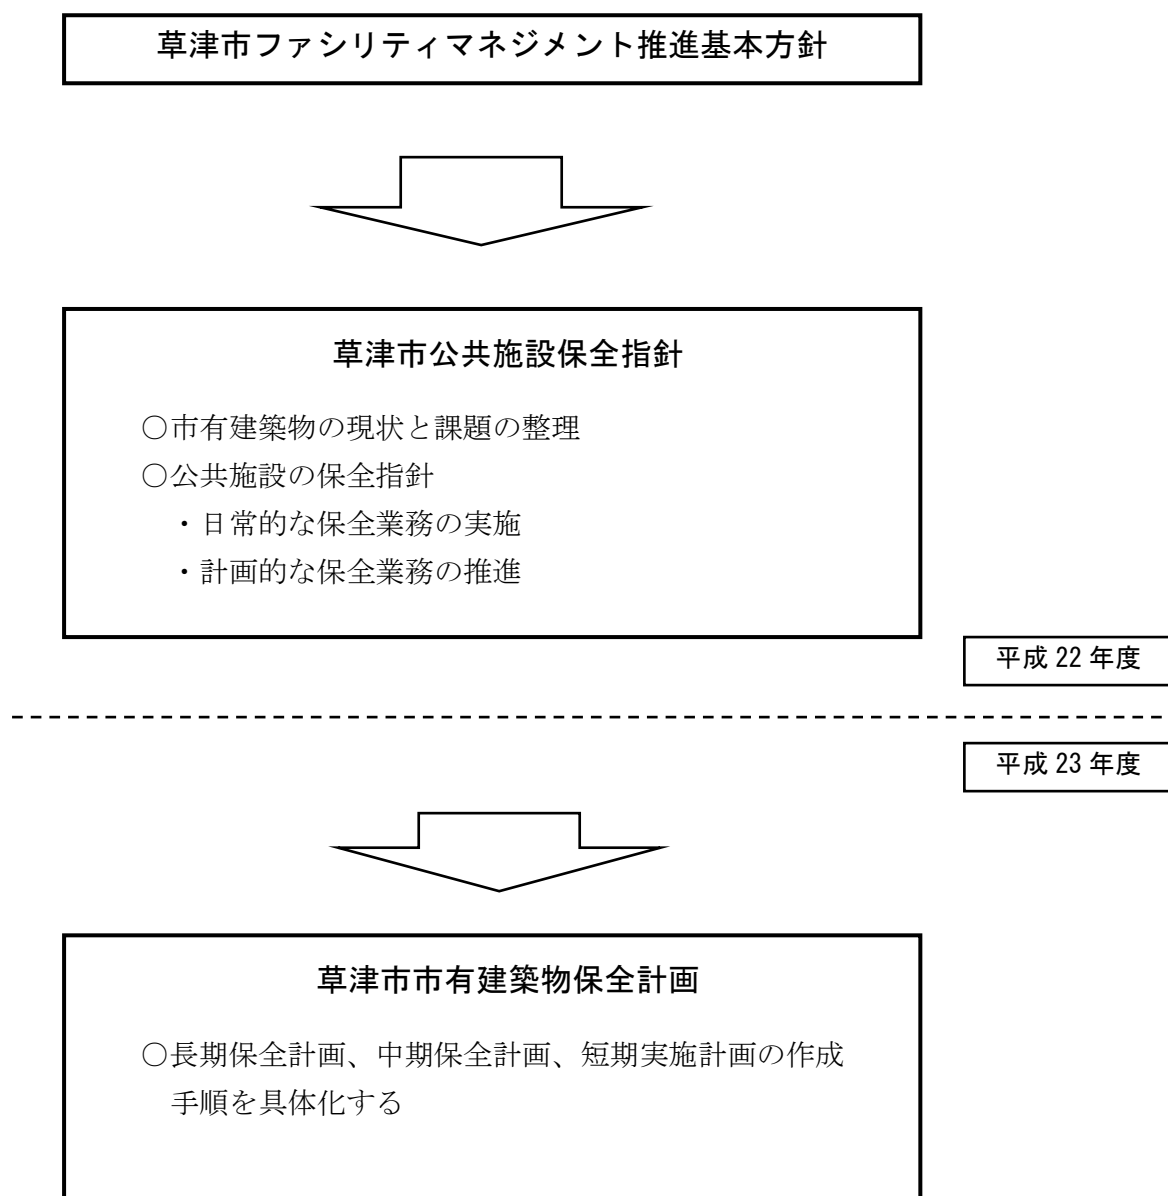 草津市ファシリティマネジメント推進基本方針
草津市公共施設保全指針
○市有建築物の現状と課題の整理
○公共施設の保全指針
・日常的な保全業務の実施
・計画的な保全業務の推進
平成 22 年度
平成 23 年度
草津市市有建築物保全計画
○長期保全計画、中期保全計画、短期実施計画の作成
手順を具体化する